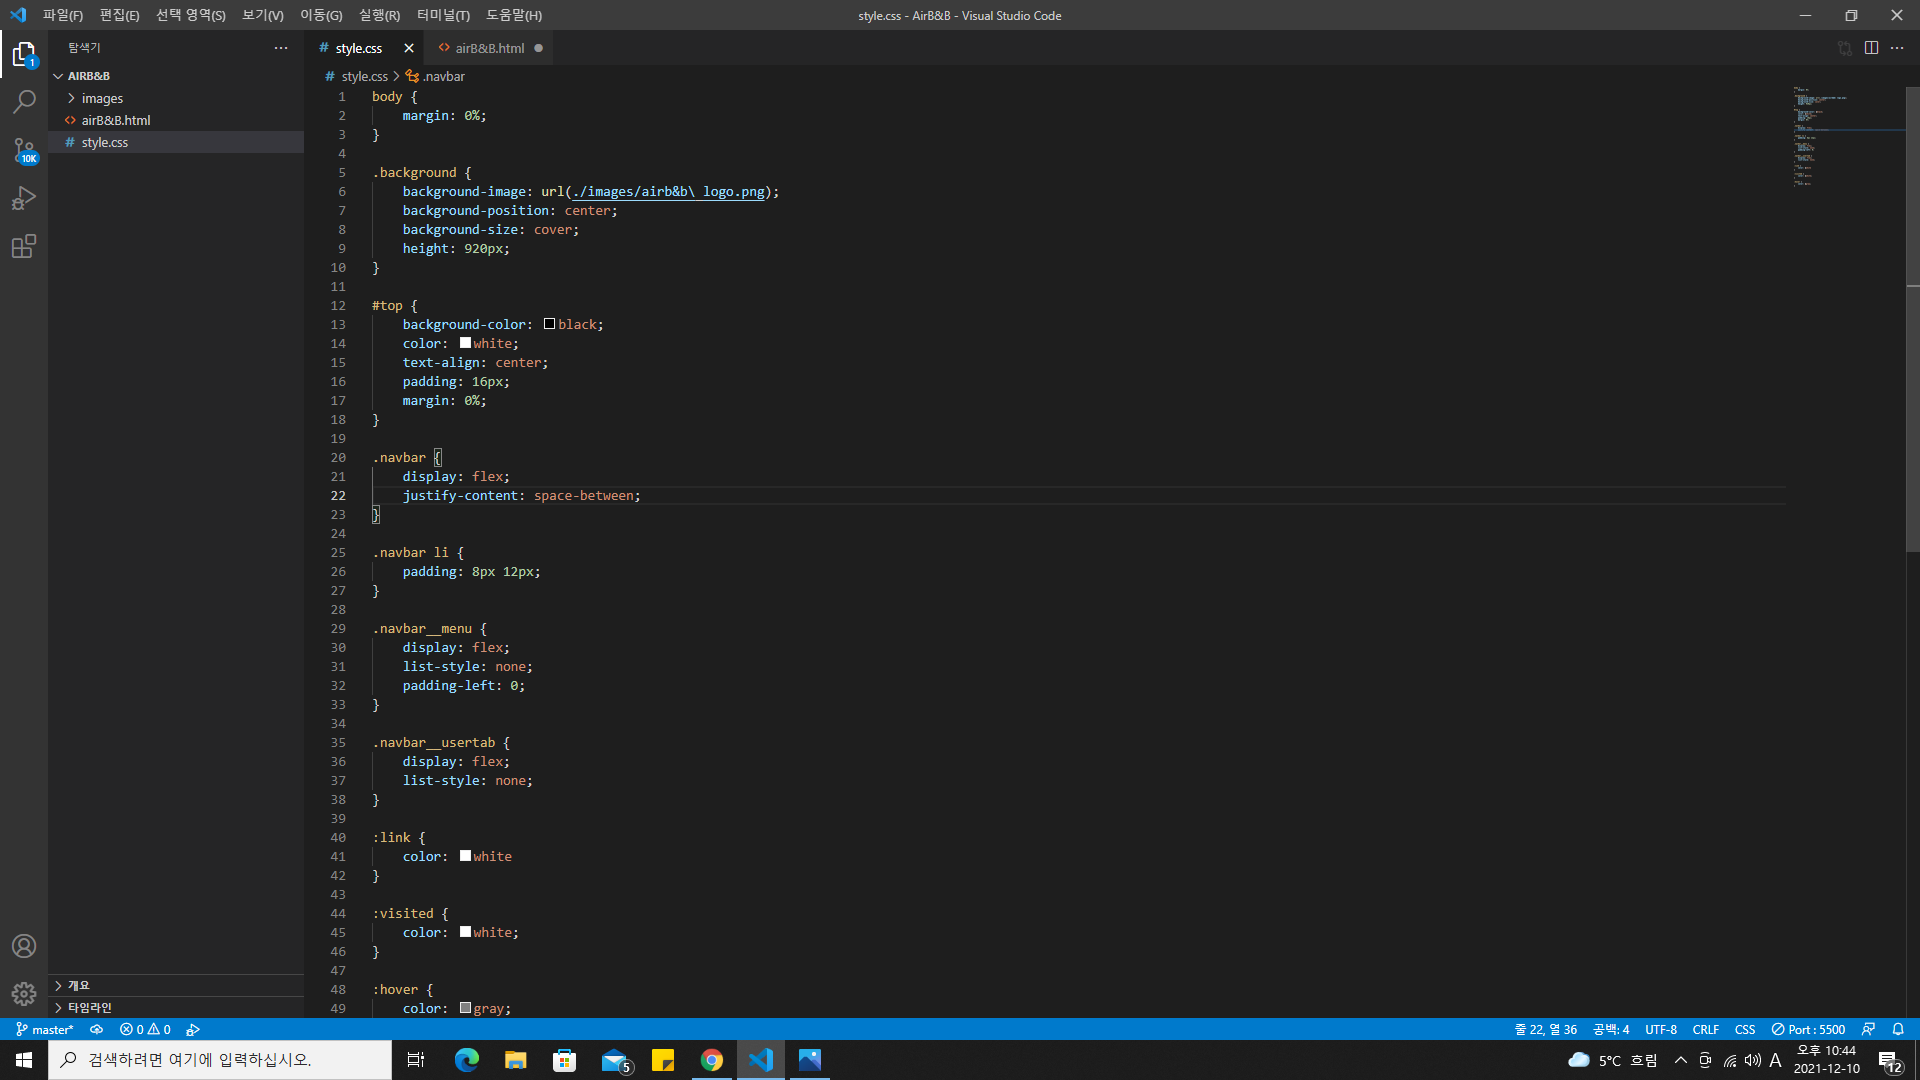 파일(F) 편집(E) 선택 영역(S) 보기(V) 이동(G) 실행(R) 터미널(T) 도움말(H) style.css - AirB&B - Visual Studio Code
탐색기
AIRB&B
images
airB&B.html
style.css
1
10K
개요
타임라인
style.css airB&B.html
style.css .navbar
1 body {
2 margin: 0%;
3 }
4
5 .background {
6 background-image: url(./images/airb&b\ logo.png);
7 background-position: center;
8 background-size: cover;
9 height: 920px;
10 }
11
12 #top {
13 background-color: black;
14 color: white;
15 text-align: center;
16 padding: 16px;
17 margin: 0%;
18 }
19
20 .navbar {
21 display: flex;
22 justify-content: space-between;
23 }
24
25 .navbar li {
26 padding: 8px 12px;
27 }
28
29 .navbar__menu {
30 display: flex;
31 list-style: none;
32 padding-left: 0;
33 }
34
35 .navbar__usertab {
36 display: flex;
37 list-style: none;
38 }
39
40 :link {
41 color: white
42 }
43
44 :visited {
45 color: white;
46 }
47
48 :hover {
49 color: gray;
master* 0 0 줄 22, 열 36 공백: 4 UTF-8 CRLF CSS Port : 5500
검색하려면 여기에 입력하십시오. 5 5°C 흐림 A 오후 10:44 12
2021-12-10